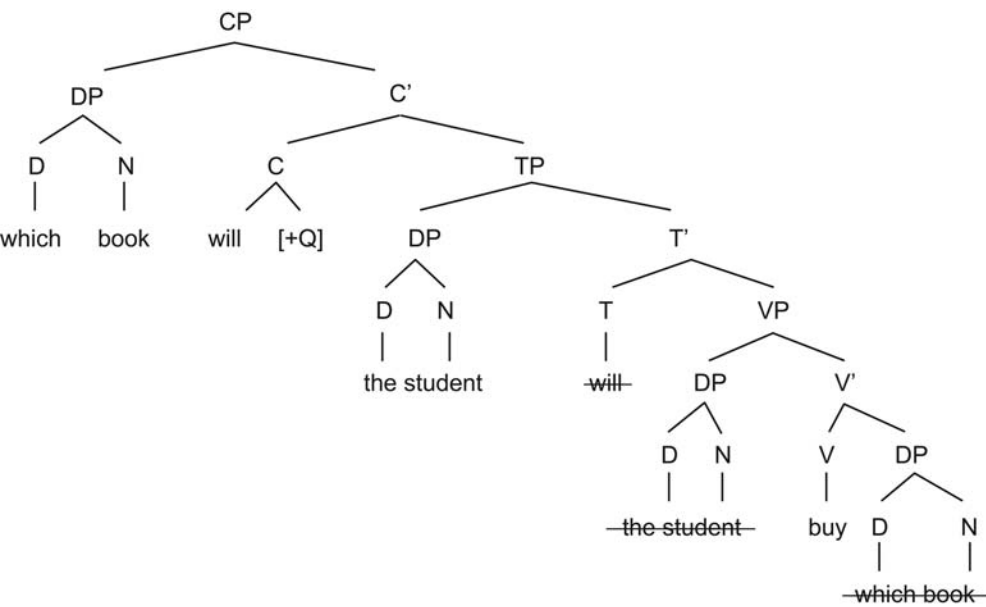 CP
DP C’
D N C TP
which book will [+Q] DP T’
D N T VP
the student will DP V’
D N V DP
the student buy D N
which book